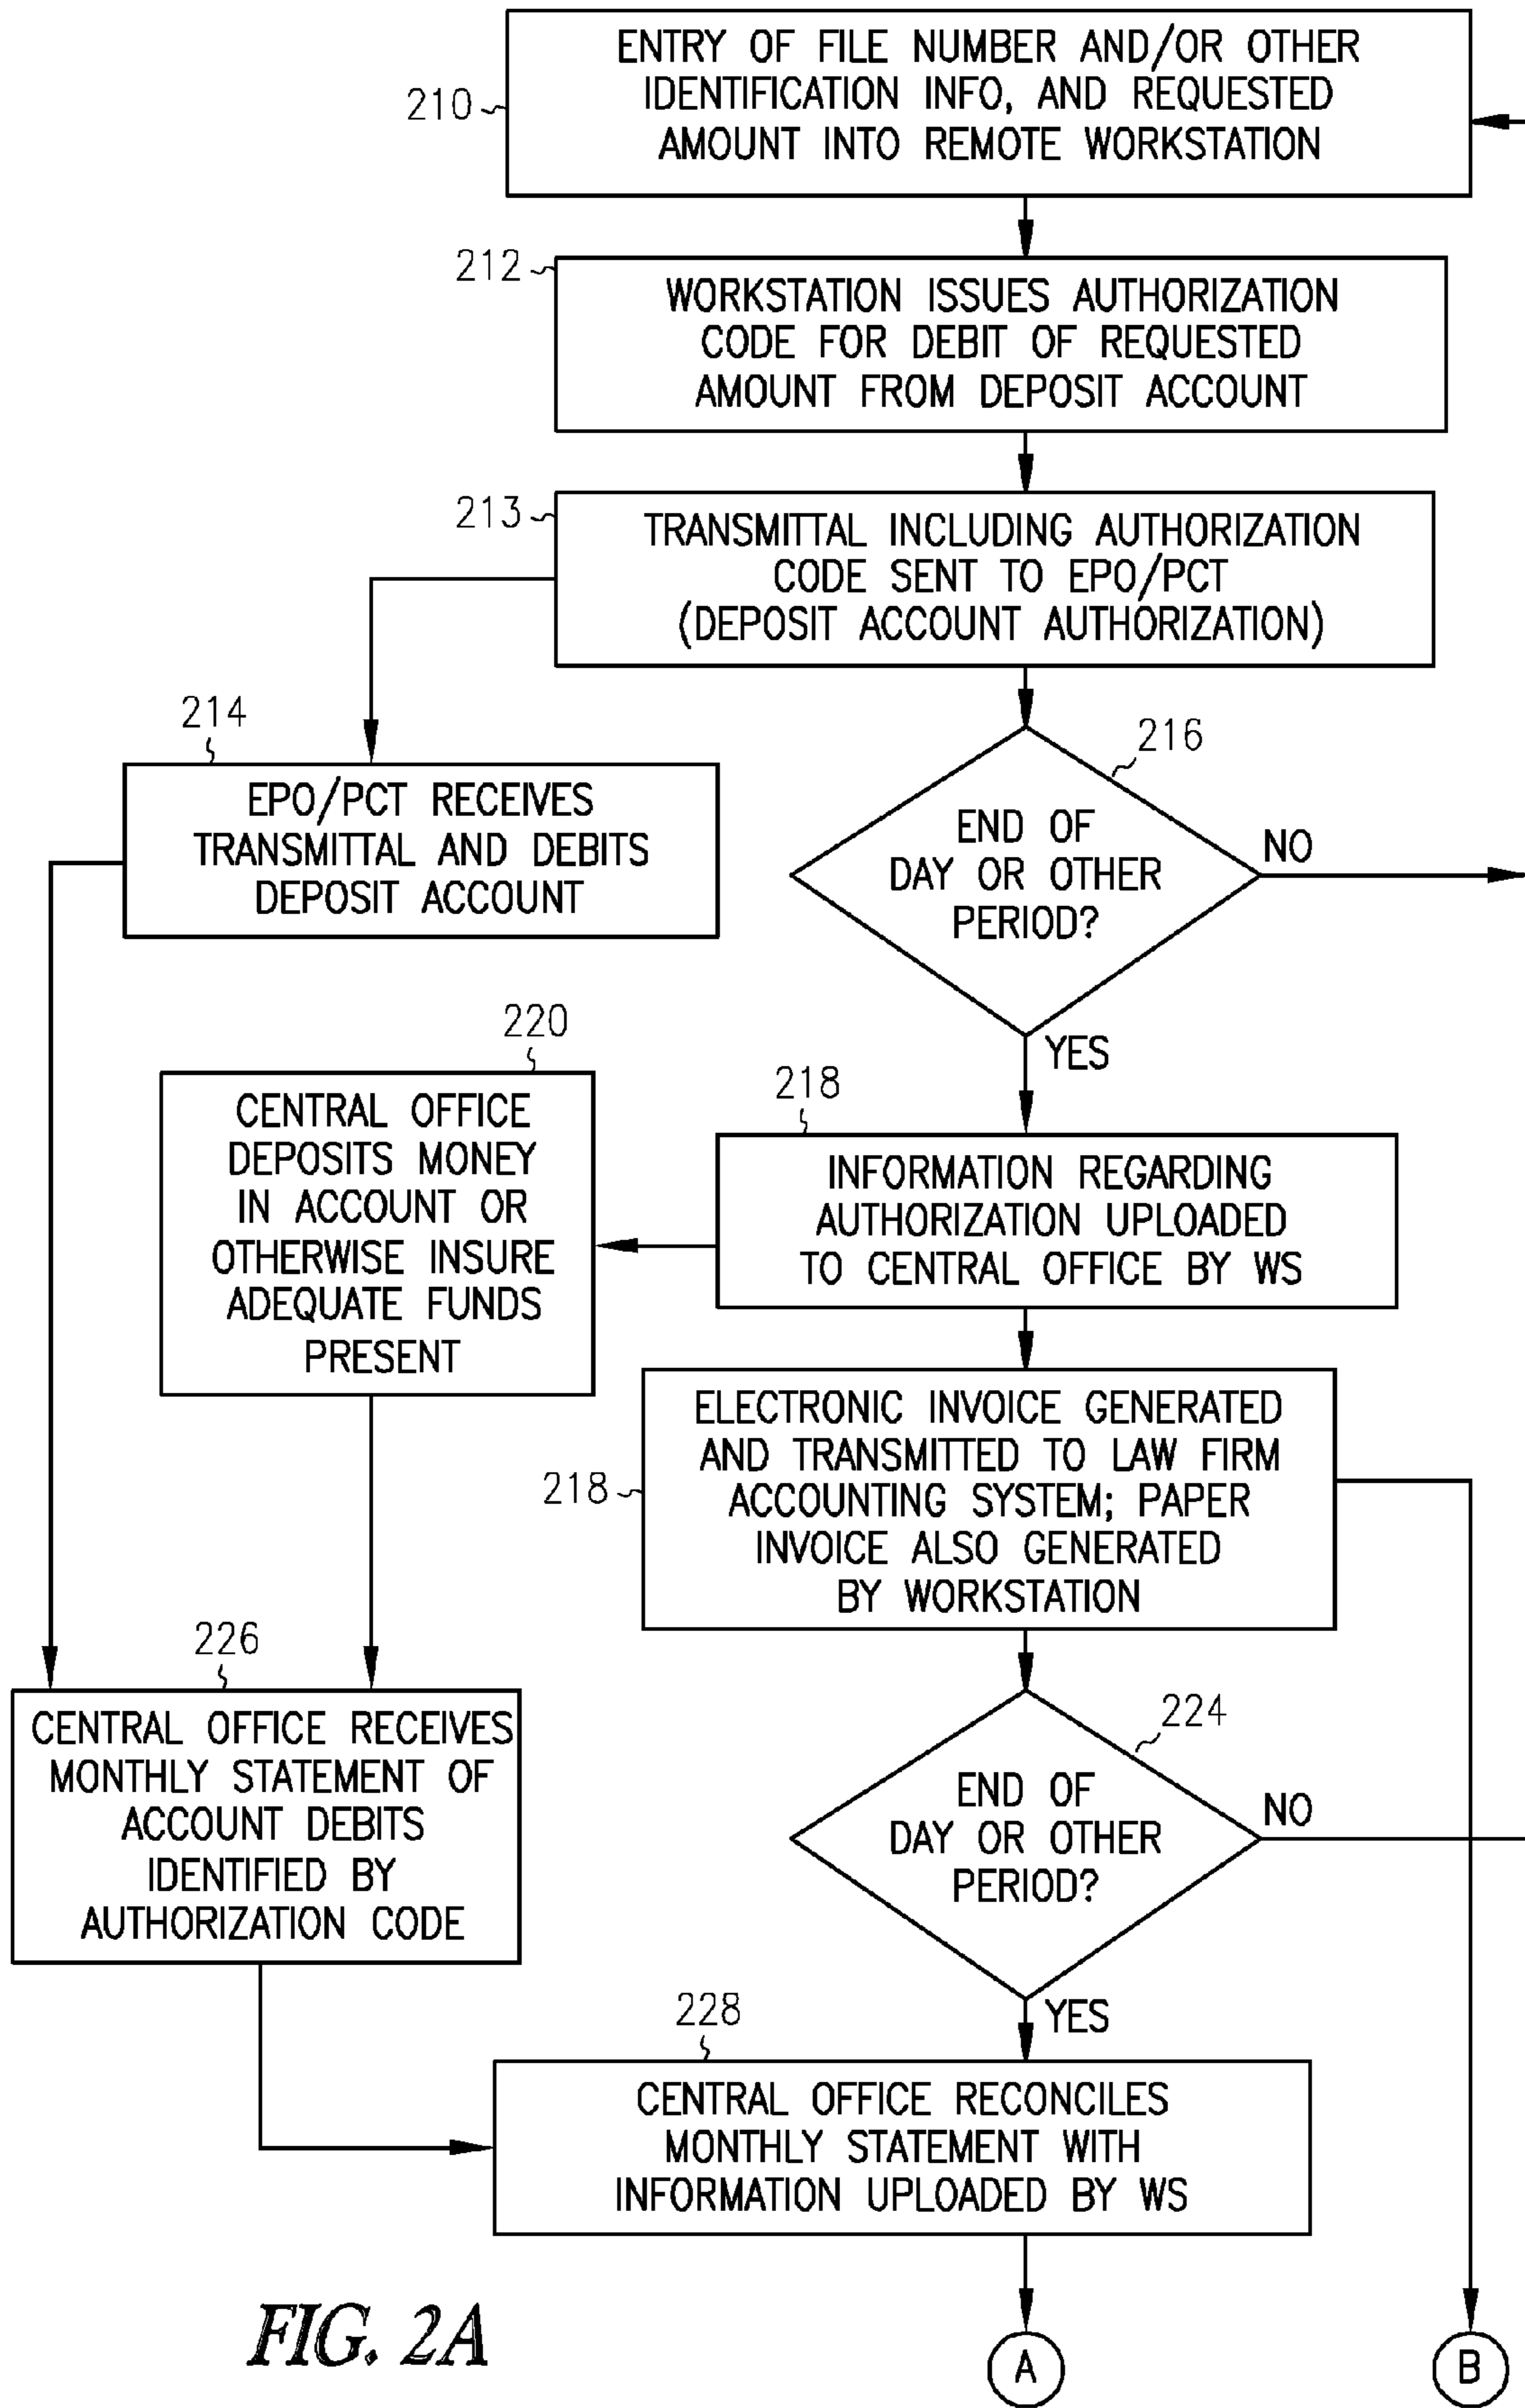 210
ENTRY OF FILE NUMBER AND/OR OTHER
IDENTIFICATION INFO, AND REQUESTED
AMOUNT INTO REMOTE WORKSTATION
212
WORKSTATION ISSUES AUTHORIZATION
CODE FOR DEBIT OF REQUESTED
AMOUNT FROM DEPOSIT ACCOUNT
213
TRANSMITTAL INCLUDING AUTHORIZATION
CODE SENT TO EPO/PCT
(DEPOSIT ACCOUNT AUTHORIZATION)
214
EPO/PCT RECEIVES
TRANSMITTAL AND DEBITS
DEPOSIT ACCOUNT
216
END OF
DAY OR OTHER
PERIOD?
NO
YES
220
CENTRAL OFFICE
DEPOSITS MONEY
IN ACCOUNT OR
OTHERWISE INSURE
ADEQUATE FUNDS
PRESENT
218
INFORMATION REGARDING
AUTHORIZATION UPLOADED
TO CENTRAL OFFICE BY WS
218
ELECTRONIC INVOICE GENERATED
AND TRANSMITTED TO LAW FIRM
ACCOUNTING SYSTEM; PAPER
INVOICE ALSO GENERATED
BY WORKSTATION
226
CENTRAL OFFICE RECEIVES
MONTHLY STATEMENT OF
ACCOUNT DEBITS
IDENTIFIED BY
AUTHORIZATION CODE
224
END OF
DAY OR OTHER
PERIOD?
NO
YES
228
CENTRAL OFFICE RECONCILES
MONTHLY STATEMENT WITH
INFORMATION UPLOADED BY WS
FIG. 2A
A
B